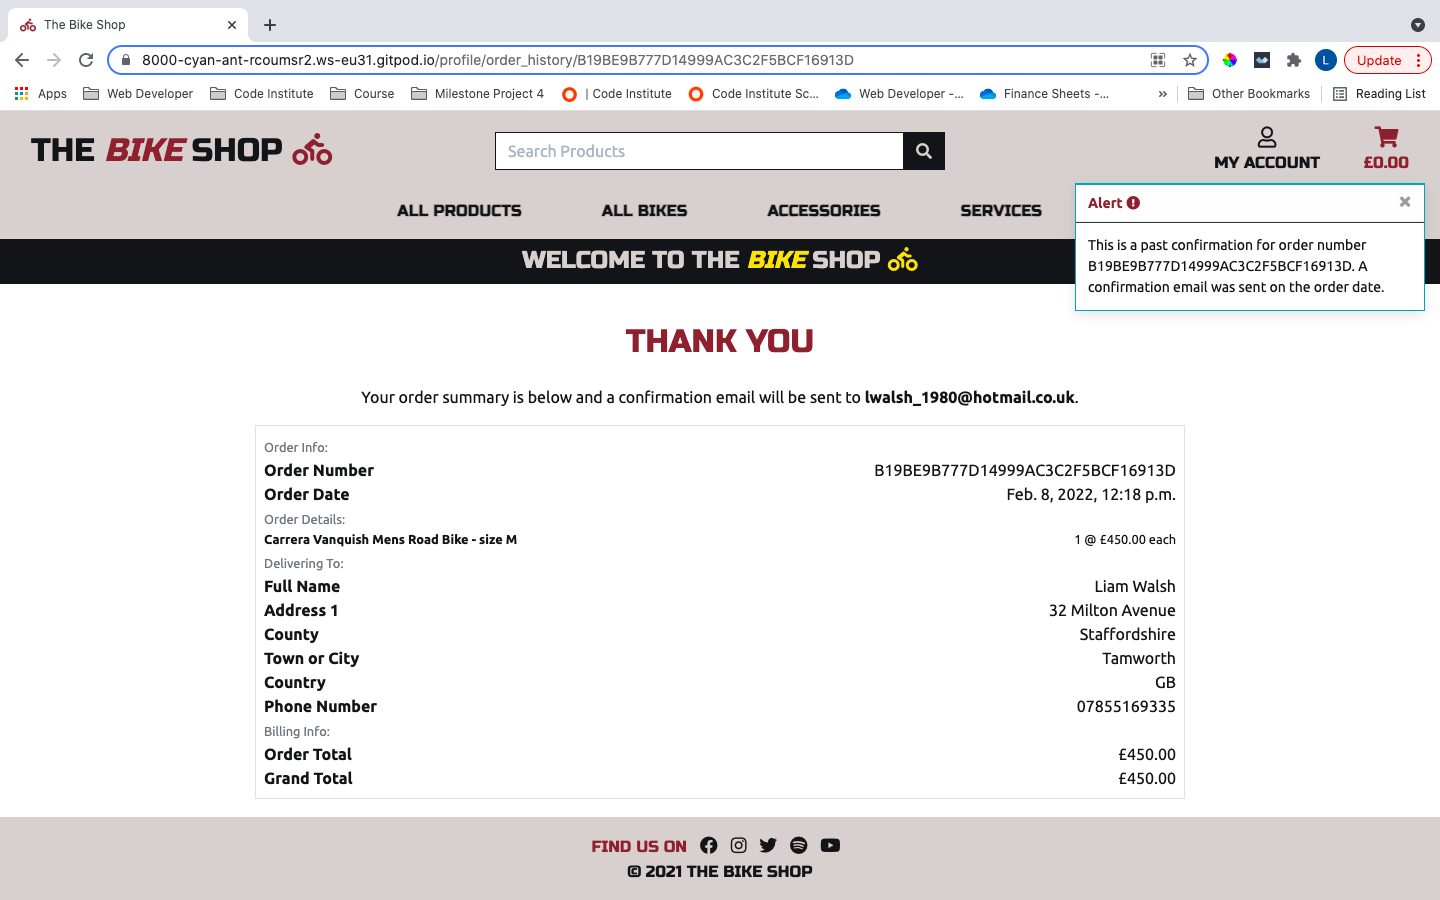 The Bike Shop
8000-cyan-ant-rcoumsr2.ws-eu31.gitpod.io/profile/order_history/B19BE9B777D14999AC3C2F5BCF16913D
L
Update
Apps
Web Developer
Code Institute
Course
Milestone Project 4
| Code Institute
Code Institute Sc...
Web Developer -...
Finance Sheets -...
»
Other Bookmarks
Reading List
THE BIKE SHOP
Search Products
MY ACCOUNT
£0.00
ALL PRODUCTS
ALL BIKES
ACCESSORIES
SERVICES
Alert
This is a past confirmation for order number
B19BE9B777D14999AC3C2F5BCF16913D. A
confirmation email was sent on the order date.
WELCOME TO THE BIKE SHOP
THANK YOU
Your order summary is below and a confirmation email will be sent to lwalsh_1980@hotmail.co.uk.
Order Info:
Order Number B19BE9B777D14999AC3C2F5BCF16913D
Order Date Feb. 8, 2022, 12:18 p.m.
Order Details:
Carrera Vanquish Mens Road Bike - size M 1 @ £450.00 each
Delivering To:
Full Name Liam Walsh
Address 1 32 Milton Avenue
County Staffordshire
Town or City Tamworth
Country GB
Phone Number 07855169335
Billing Info:
Order Total £450.00
Grand Total £450.00
FIND US ON
© 2021 THE BIKE SHOP